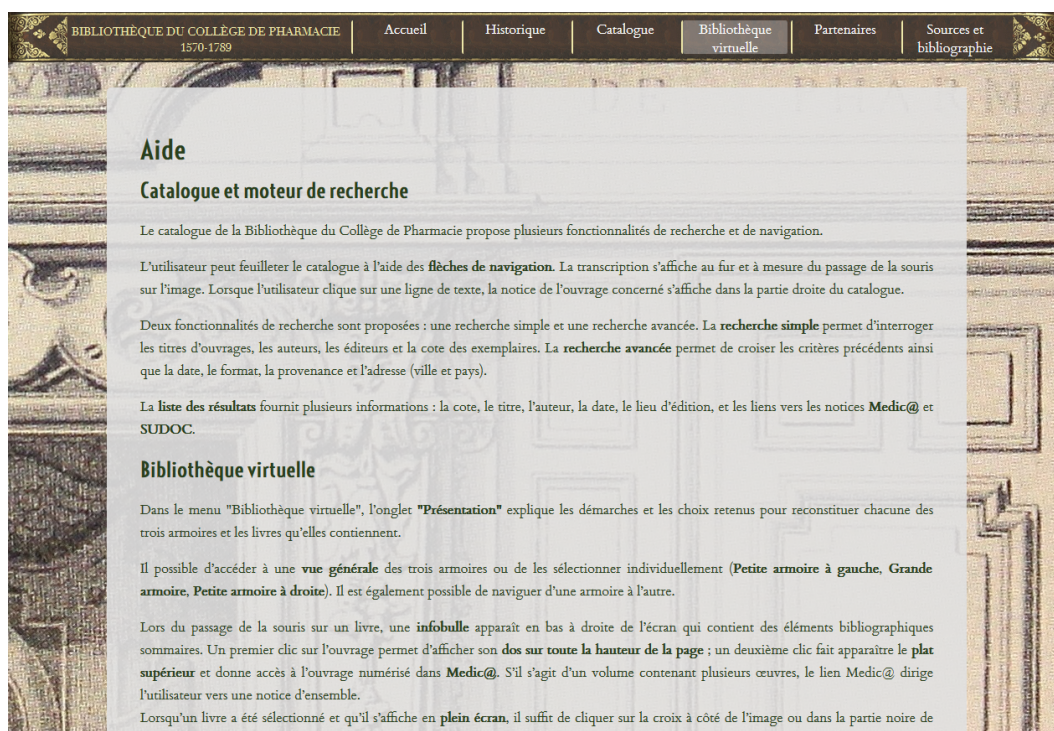 BIBLIOTHÈQUE DU COLLÈGE DE PHARMACIE
1570-1789
Accueil
Historique
Catalogue
Bibliothèque
virtuelle
Partenaires
Sources et
bibliographie
DE PHARMA
Aide
Catalogue et moteur de recherche
Le catalogue de la Bibliothèque du Collège de Pharmacie propose plusieurs fonctionnalités de recherche et de navigation.
L'utilisateur peut feuilleter le catalogue à l'aide des flèches de navigation. La transcription s'affiche au fur et à mesure du passage de la souris
sur l'image. Lorsque l'utilisateur clique sur une ligne de texte, la notice de l'ouvrage concerné s'affiche dans la partie droite du catalogue.
Deux fonctionnalités de recherche sont proposées : une recherche simple et une recherche avancée. La recherche simple permet d'interroger
les titres d'ouvrages, les auteurs, les éditeurs et la cote des exemplaires. La recherche avancée permet de croiser les critères précédents ainsi
que la date, le format, la provenance et l'adresse (ville et pays).
La liste des résultats fournit plusieurs informations : la cote, le titre, l'auteur, la date, le lieu d'édition, et les liens vers les notices Medic@ et
SUDOC.
Bibliothèque virtuelle
Dans le menu "Bibliothèque virtuelle", l'onglet "Présentation" explique les démarches et les choix retenus pour reconstituer chacune des
trois armoires et les livres qu'elles contiennent.
Il possible d'accéder à une vue générale des trois armoires ou de les sélectionner individuellement (Petite armoire à gauche, Grande
armoire, Petite armoire à droite). Il est également possible de naviguer d'une armoire à l'autre.
Lors du passage de la souris sur un livre, une infobulle apparaît en bas à droite de l'écran qui contient des éléments bibliographiques
sommaires. Un premier clic sur l'ouvrage permet d'afficher son dos sur toute la hauteur de la page ; un deuxième clic fait apparaître le plat
supérieur et donne accès à l'ouvrage numérisé dans Medic@. S'il s'agit d'un volume contenant plusieurs œuvres, le lien Medic@ dirige
l'utilisateur vers une notice d'ensemble.
Lorsqu'un livre a été sélectionné et qu'il s'affiche en plein écran, il suffit de cliquer sur la croix à côté de l'image ou dans la partie noire de